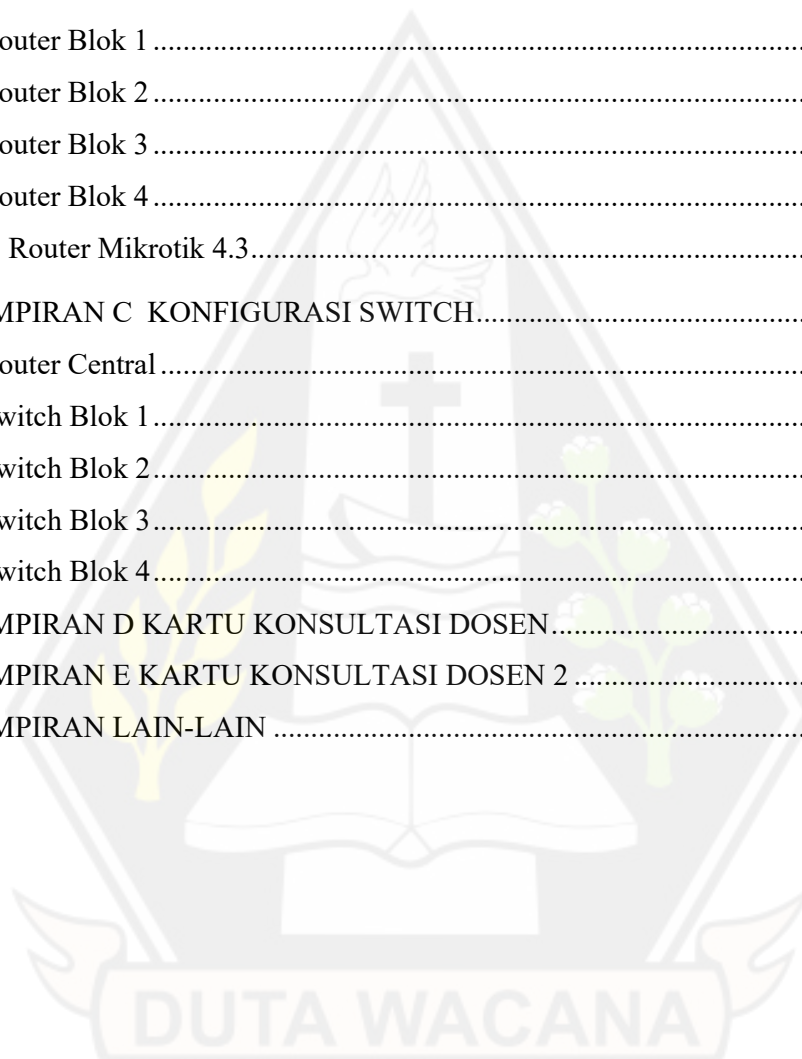 outer Blok 1
outer Blok 2
outer Blok 3
outer Blok 4
Router Mikrotik 4.3
MPIRAN C KONFIGURASI SWITCH
outer Central
witch Blok 1
witch Blok 2
witch Blok 3
witch Blok 4
MPIRAN D KARTU KONSULTASI DOSEN
MPIRAN E KARTU KONSULTASI DOSEN 2
MPIRAN LAIN-LAIN
DUTA WACANA